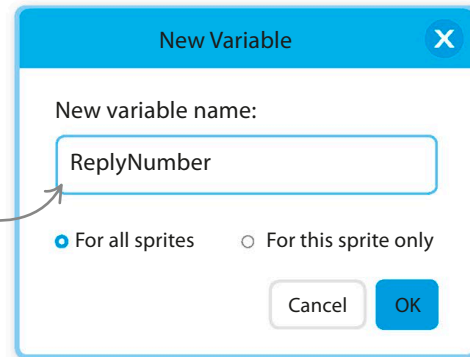 New Variable X
New variable name:
ReplyNumber
For all sprites For this sprite only
Cancel OK